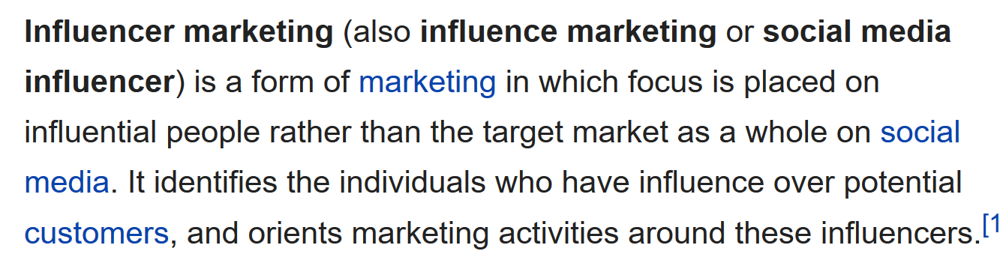 Influencer marketing (also influence marketing or social media
influencer) is a form of marketing in which focus is placed on
influential people rather than the target market as a whole on social
media. It identifies the individuals who have influence over potential
customers, and orients marketing activities around these influencers.[1